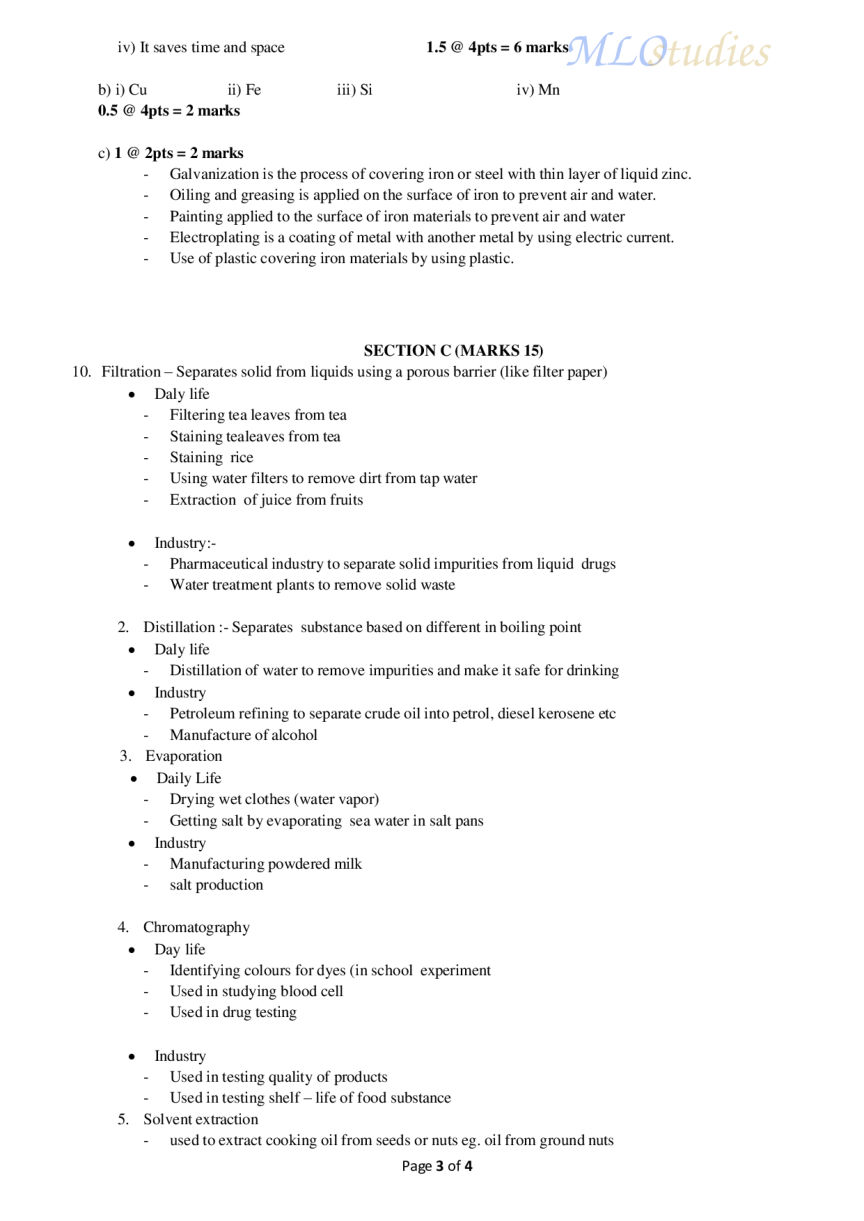 iv) It saves time and space 1.5 @ 4pts = 6 marks MLOstudies
b) i) Cu ii) Fe iii) Si iv) Mn
0.5 @ 4pts = 2 marks
c) 1 @ 2pts = 2 marks
- Galvanization is the process of covering iron or steel with thin layer of liquid zinc.
- Oiling and greasing is applied on the surface of iron to prevent air and water.
- Painting applied to the surface of iron materials to prevent air and water
- Electroplating is a coating of metal with another metal by using electric current.
- Use of plastic covering iron materials by using plastic.
SECTION C (MARKS 15)
10. Filtration – Separates solid from liquids using a porous barrier (like filter paper)
• Daly life
- Filtering tea leaves from tea
- Staining tealeaves from tea
- Staining rice
- Using water filters to remove dirt from tap water
- Extraction of juice from fruits
• Industry:-
- Pharmaceutical industry to separate solid impurities from liquid drugs
- Water treatment plants to remove solid waste
2. Distillation :- Separates substance based on different in boiling point
• Daly life
- Distillation of water to remove impurities and make it safe for drinking
• Industry
- Petroleum refining to separate crude oil into petrol, diesel kerosene etc
- Manufacture of alcohol
3. Evaporation
• Daily Life
- Drying wet clothes (water vapor)
- Getting salt by evaporating sea water in salt pans
• Industry
- Manufacturing powdered milk
- salt production
4. Chromatography
• Day life
- Identifying colours for dyes (in school experiment
- Used in studying blood cell
- Used in drug testing
• Industry
- Used in testing quality of products
- Used in testing shelf – life of food substance
5. Solvent extraction
- used to extract cooking oil from seeds or nuts eg. oil from ground nuts
Page 3 of 4